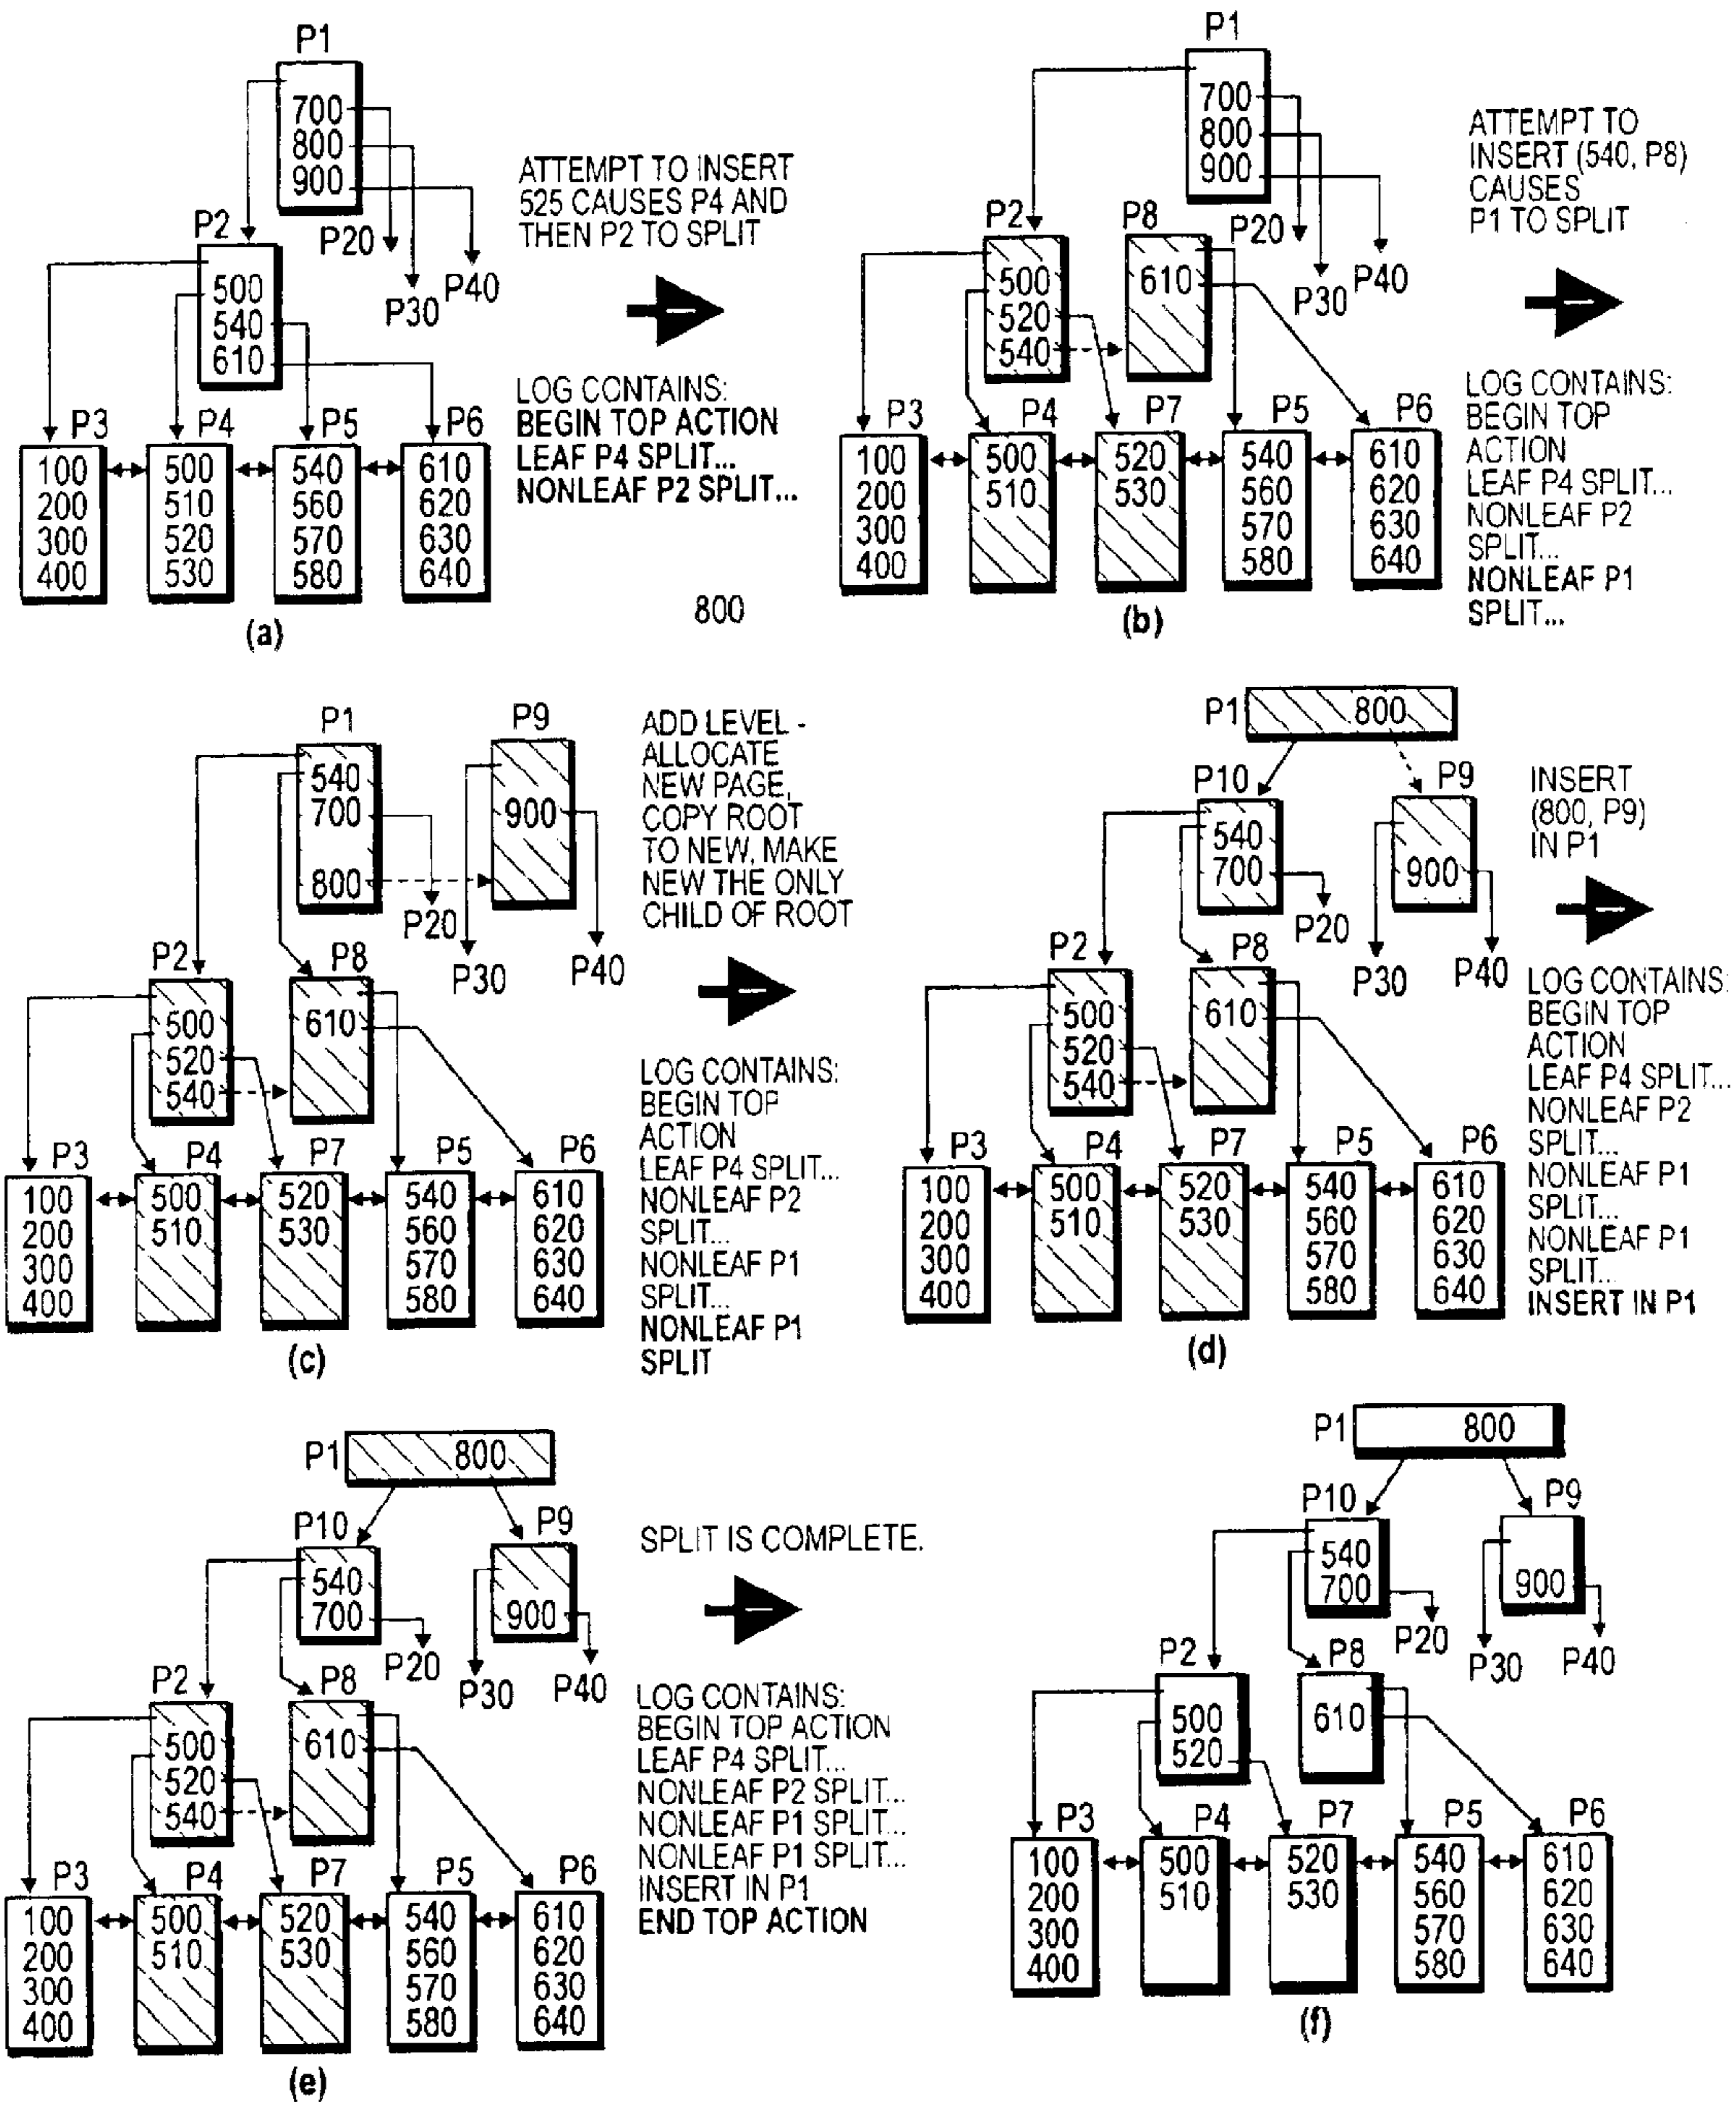 P1
700
800
900
P2
P20
P30
P40
500
540
610
P3
P4
P5
P6
100
200
300
400
500
510
520
530
540
560
570
580
610
620
630
640
(a)
ATTEMPT TO INSERT
525 CAUSES P4 AND
THEN P2 TO SPLIT
LOG CONTAINS:
BEGIN TOP ACTION
LEAF P4 SPLIT...
NONLEAF P2 SPLIT...
800
P1
700
800
900
P2
P8
P20
P30
P40
500
520
540
610
P3
P4
P7
P5
P6
100
200
300
400
500
510
520
530
540
560
570
580
610
620
630
640
(b)
ATTEMPT TO
INSERT (540, P8)
CAUSES
P1 TO SPLIT
LOG CONTAINS:
BEGIN TOP
ACTION
LEAF P4 SPLIT...
NONLEAF P2
SPLIT...
NONLEAF P1
SPLIT...
P1
P9
540
700
800
900
P20
P30
P40
P2
P8
500
520
540
610
P3
P4
P7
P5
P6
100
200
300
400
500
510
520
530
540
560
570
580
610
620
630
640
(c)
ADD LEVEL -
ALLOCATE
NEW PAGE,
COPY ROOT
TO NEW, MAKE
NEW THE ONLY
CHILD OF ROOT
LOG CONTAINS:
BEGIN TOP
ACTION
LEAF P4 SPLIT...
NONLEAF P2
SPLIT...
NONLEAF P1
SPLIT...
NONLEAF P1
SPLIT
P1
800
P10
P9
540
700
900
P20
P30
P40
P2
P8
500
520
540
610
P3
P4
P7
P5
P6
100
200
300
400
500
510
520
530
540
560
570
580
610
620
630
640
(d)
INSERT
(800, P9)
IN P1
LOG CONTAINS:
BEGIN TOP
ACTION
LEAF P4 SPLIT...
NONLEAF P2
SPLIT...
NONLEAF P1
SPLIT...
NONLEAF P1
SPLIT...
INSERT IN P1
P1
800
P10
P9
540
700
900
P20
P30
P40
P2
P8
500
520
540
610
P3
P4
P7
P5
P6
100
200
300
400
500
510
520
530
540
560
570
580
610
620
630
640
(e)
SPLIT IS COMPLETE.
LOG CONTAINS:
BEGIN TOP ACTION
LEAF P4 SPLIT...
NONLEAF P2 SPLIT...
NONLEAF P1 SPLIT...
NONLEAF P1 SPLIT...
INSERT IN P1
END TOP ACTION
P1
800
P10
P9
540
700
900
P20
P30
P40
P2
P8
500
520
610
P3
P4
P7
P5
P6
100
200
300
400
500
510
520
530
540
560
570
580
610
620
630
640
(f)